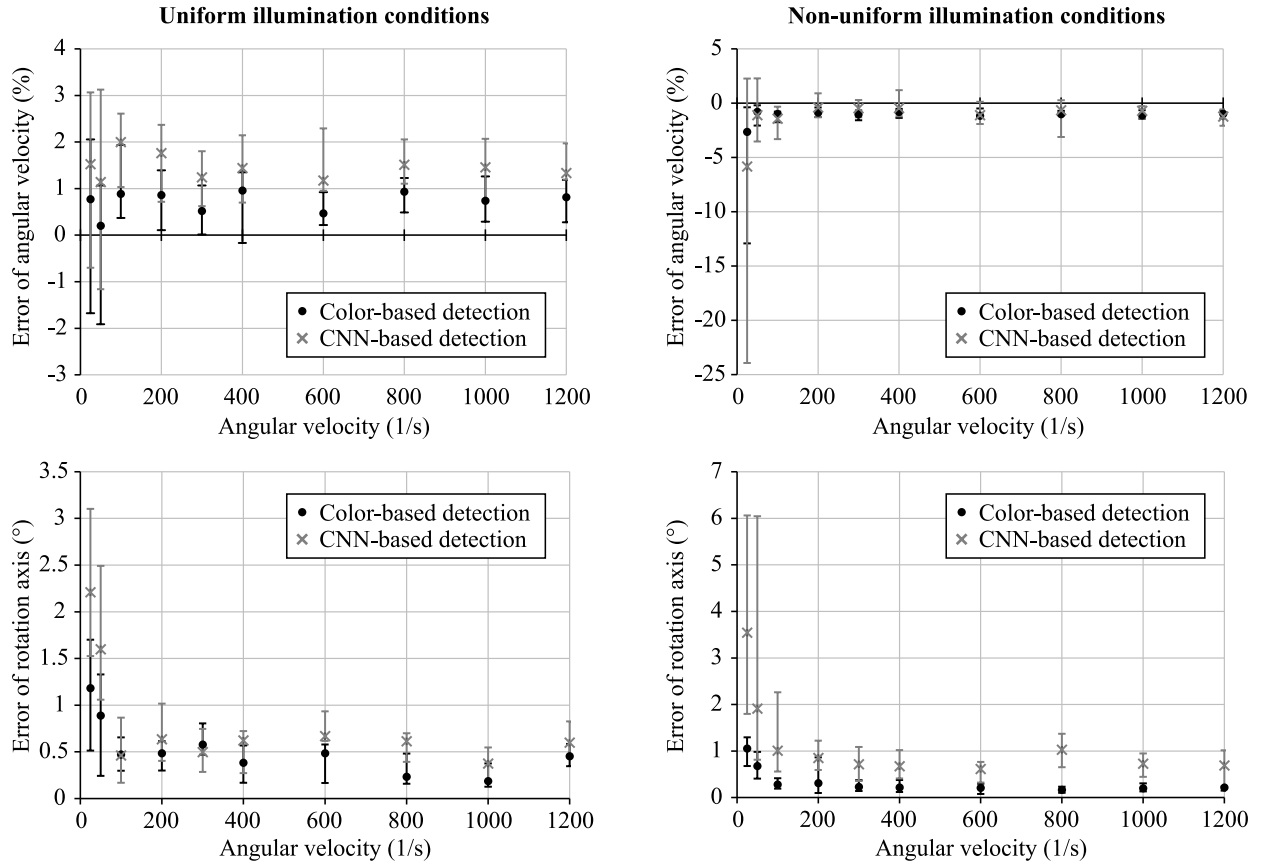 Uniform illumination conditions
Non-uniform illumination conditions
Error of angular velocity (%)
4
3
2
1
0
-1
-2
-3
Color-based detection
CNN-based detection
0 200 400 600 800 1000 1200
Angular velocity (1/s)
Error of angular velocity (%)
5
0
-5
-10
-15
-20
-25
Color-based detection
CNN-based detection
0 200 400 600 800 1000 1200
Angular velocity (1/s)
Error of rotation axis (°)
3.5
3
2.5
2
1.5
1
0.5
0
Color-based detection
CNN-based detection
0 200 400 600 800 1000 1200
Angular velocity (1/s)
Error of rotation axis (°)
7
6
5
4
3
2
1
0
Color-based detection
CNN-based detection
0 200 400 600 800 1000 1200
Angular velocity (1/s)